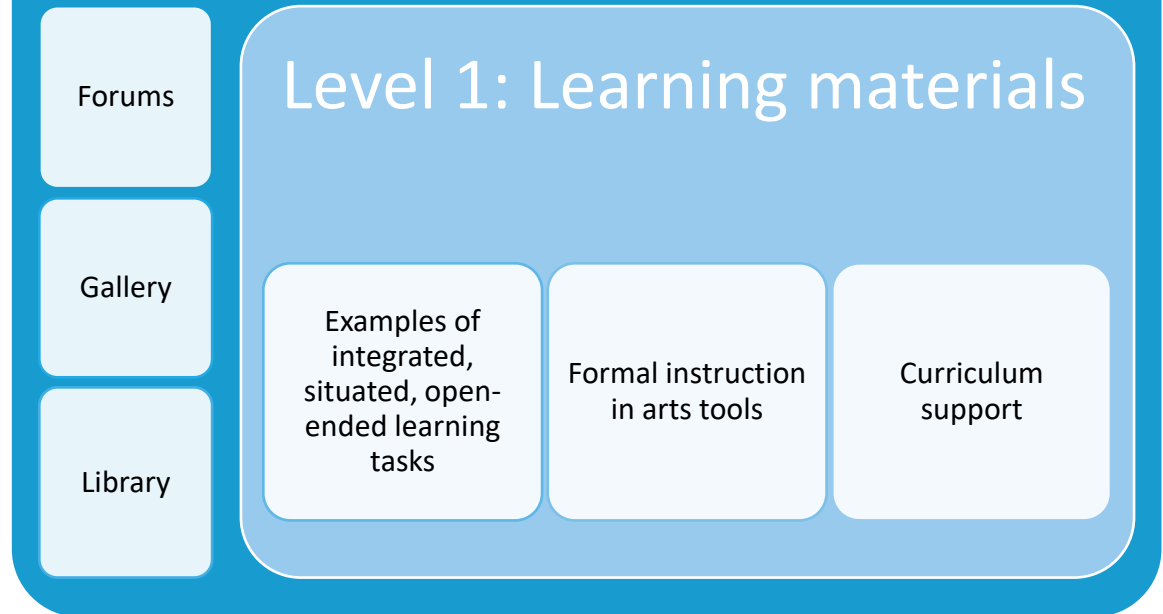 Forums
Gallery
Library
Level 1: Learning materials
Examples of
integrated,
situated, open-
ended learning
tasks
Formal instruction
in arts tools
Curriculum
support